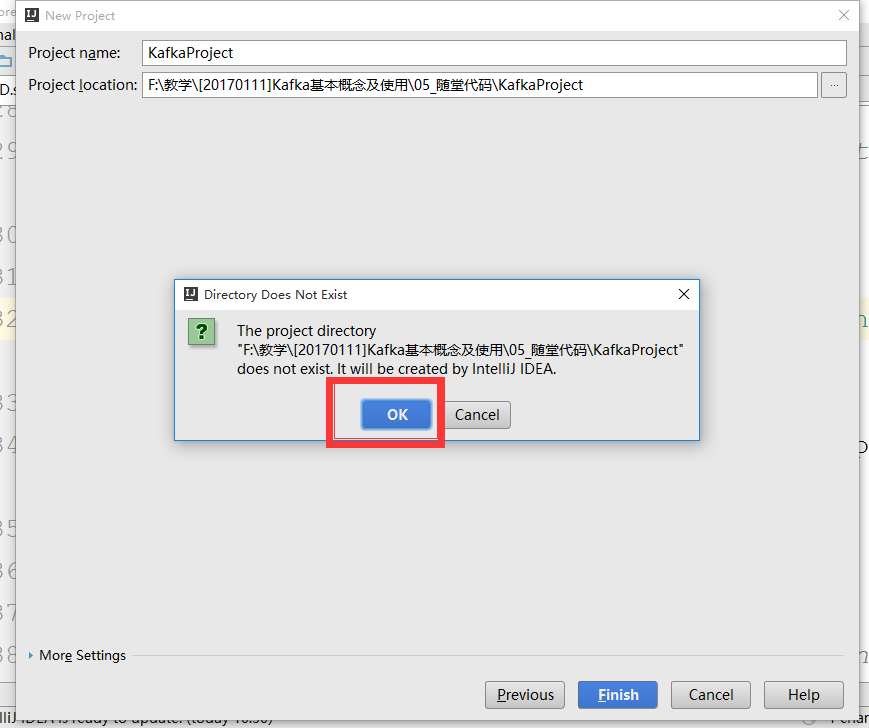 New Project
Project name: KafkaProject
Project location: F:\教学\[20170111]Kafka基本概念及使用\05_随堂代码\KafkaProject ...
Directory Does Not Exist
The project directory
"F:\教学\[20170111]Kafka基本概念及使用\05_随堂代码\KafkaProject"
does not exist. It will be created by IntelliJ IDEA.
OK Cancel
More Settings
Previous Finish Cancel Help